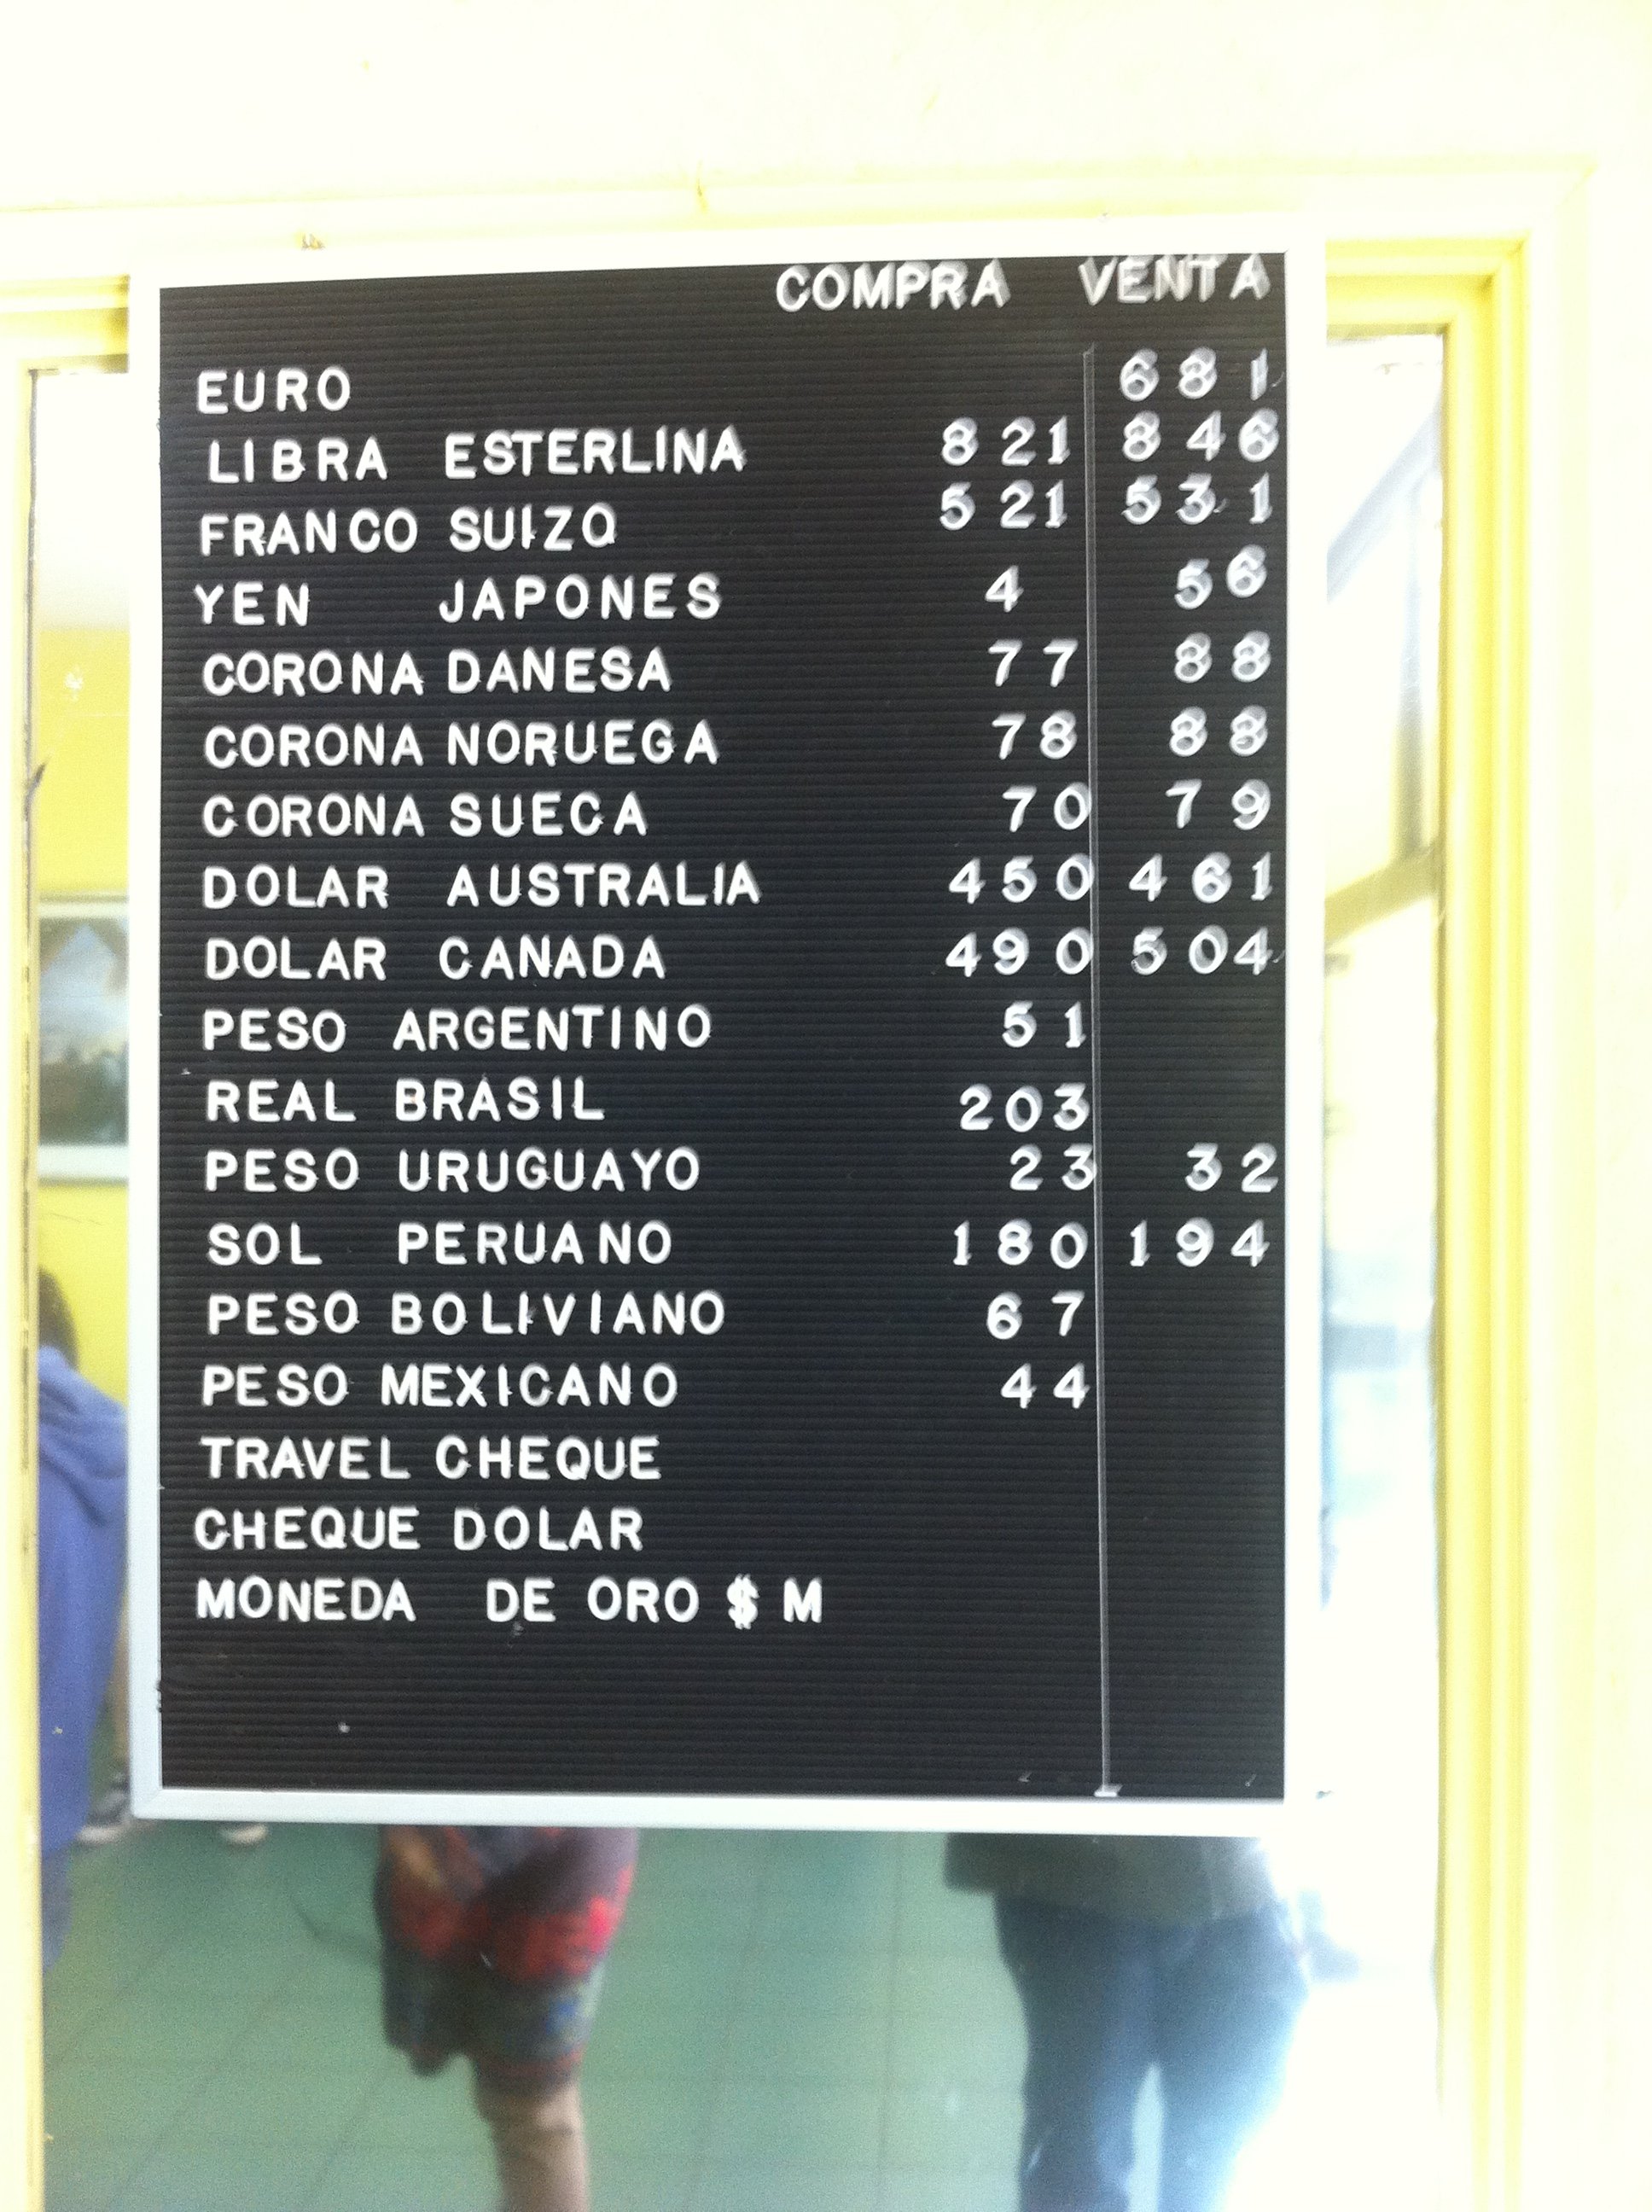 COMPRA VENTA
EURO 681
LIBRA ESTERLINA 821 846
FRANCO SUIZO 521 531
YEN JAPONES 4 56
CORONA DANESA 77 88
CORONA NORUEGA 78 88
CORONA SUECA 70 79
DOLAR AUSTRALIA 450 461
DOLAR CANADA 490 504
PESO ARGENTINO 51
REAL BRASIL 203
PESO URUGUAYO 23 32
SOL PERUANO 180 194
PESO BOLIVIANO 67
PESO MEXICANO 44
TRAVEL CHEQUE
CHEQUE DOLAR
MONEDA DE ORO $ M